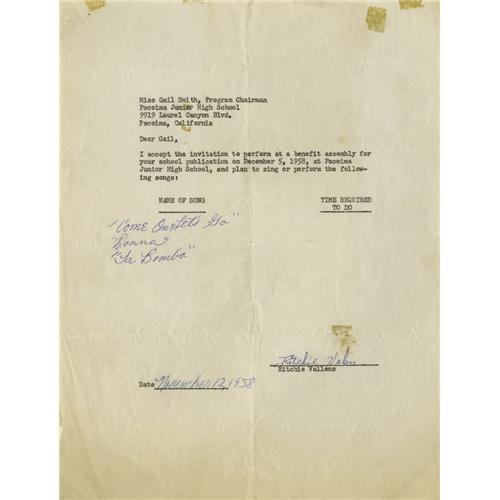 Miss Gail Smith, Program Chairman
Pacoima Junior High School
9919 Laurel Canyon Blvd.
Pacoima, California
Dear Gail,
I accept the invitation to perform at a benefit assembly for
your school publication on December 5, 1958, at Pacoima
Junior High School, and plan to sing or perform the follow-
ing songs:
NAME OF SONG TIME REQUIRED
TO DO
"Come On Let's Go"
"Donna"
"La Bomba"
Ritchie Valens
Ritchie Vallens
Date November 12, 1958